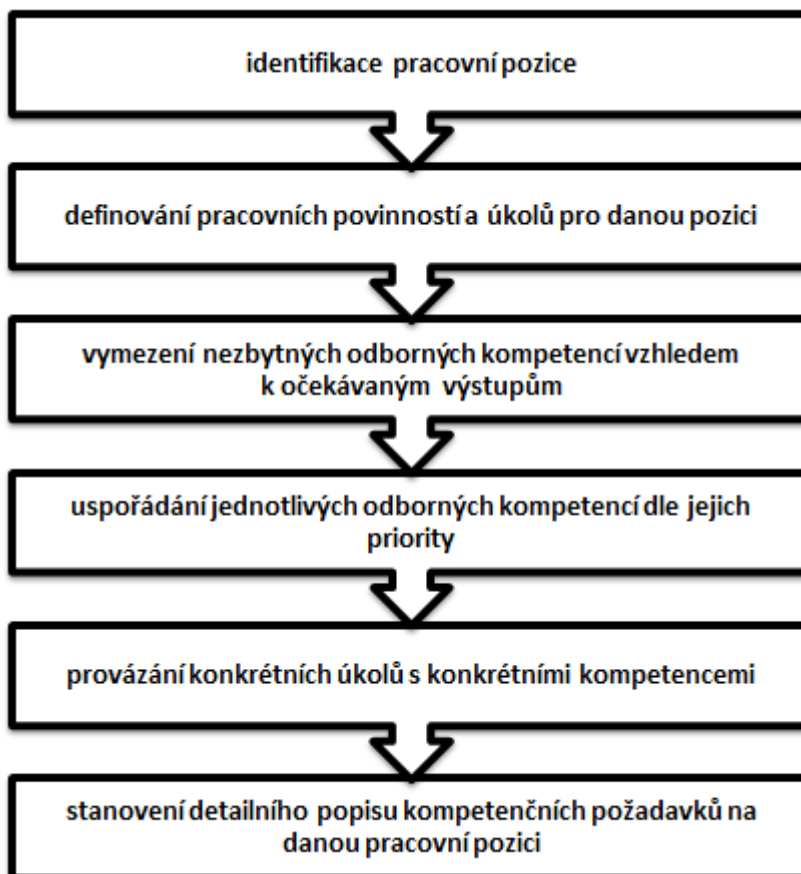 identifikace pracovní pozice
definování pracovních povinností a úkolů pro danou pozici
vymezení nezbytných odborných kompetencí vzhledem
k očekávaným výstupům
uspořádání jednotlivých odborných kompetencí dle jejich
priority
provázání konkrétních úkolů s konkrétními kompetencemi
stanovení detailního popisu kompetenčních požadavků na
danou pracovní pozici